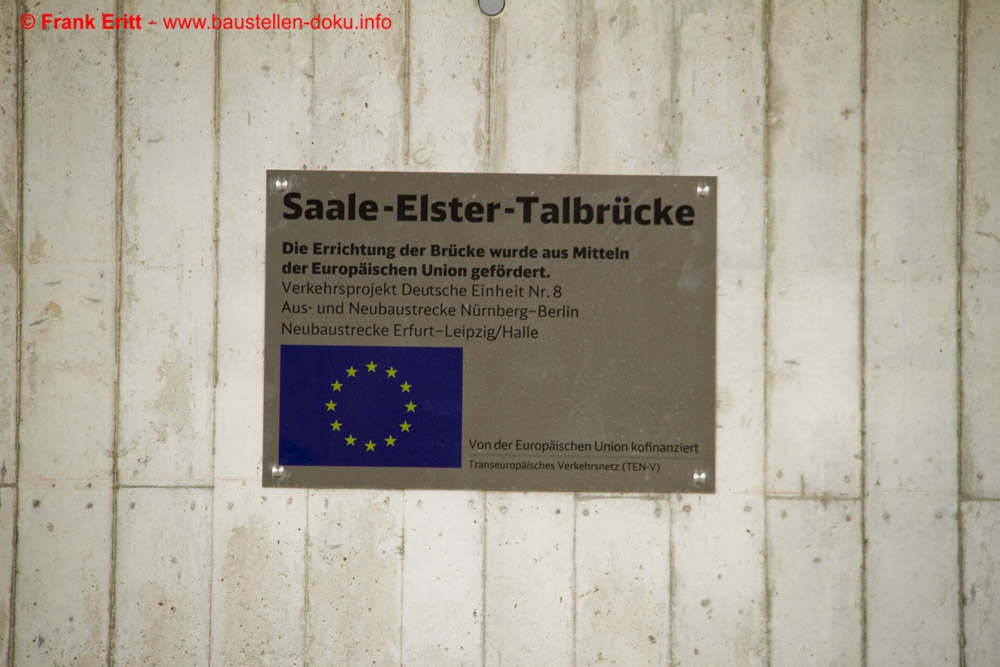 © Frank Eritt - www.baustellen-doku.info
Saale-Elster-Talbrücke
Die Errichtung der Brücke wurde aus Mitteln
der Europäischen Union gefördert.
Verkehrsprojekt Deutsche Einheit Nr. 8
Aus- und Neubaustrecke Nürnberg–Berlin
Neubaustrecke Erfurt–Leipzig/Halle
Von der Europäischen Union kofinanziert
Transeuropäisches Verkehrsnetz (TEN-V)